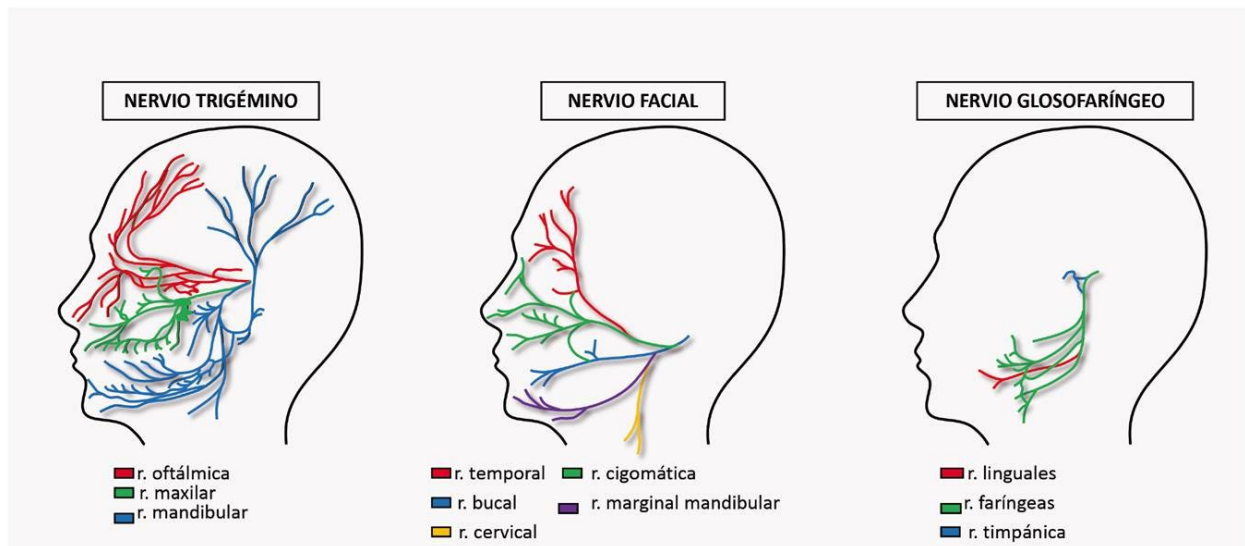 NERVIO TRIGÉMINO
r. oftálmica
r. maxilar
r. mandibular
NERVIO FACIAL
r. temporal
r. cigomática
r. bucal
r. marginal mandibular
r. cervical
NERVIO GLOSOFARÍNGEO
r. linguales
r. faríngeas
r. timpánica